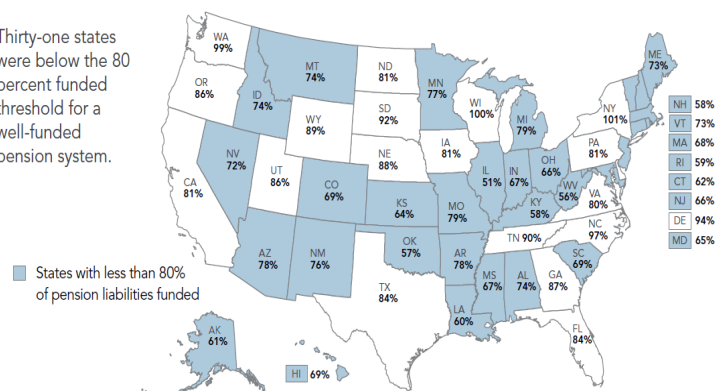 Thirty-one states
were below the 80
percent funded
threshold for a
well-funded
pension system.
WA
99%
OR
86%
CA
81%
ID
74%
NV
72%
MT
74%
WY
89%
UT
86%
AZ
78%
CO
69%
NM
76%
ND
81%
SD
92%
NE
88%
KS
64%
OK
57%
TX
84%
MN
77%
IA
81%
MO
79%
AR
78%
LA
60%
WI
100%
IL
51%
MI
79%
IN
67%
OH
66%
KY
58%
TN 90%
MS
67%
AL
74%
GA
87%
FL
84%
SC
69%
NC
97%
VA
80%
WV
56%
PA
81%
NY
101%
ME
73%
NH 58%
VT 73%
MA 68%
RI 59%
CT 62%
NJ 66%
DE 94%
MD 65%
States with less than 80%
of pension liabilities funded
AK
61%
HI 69%